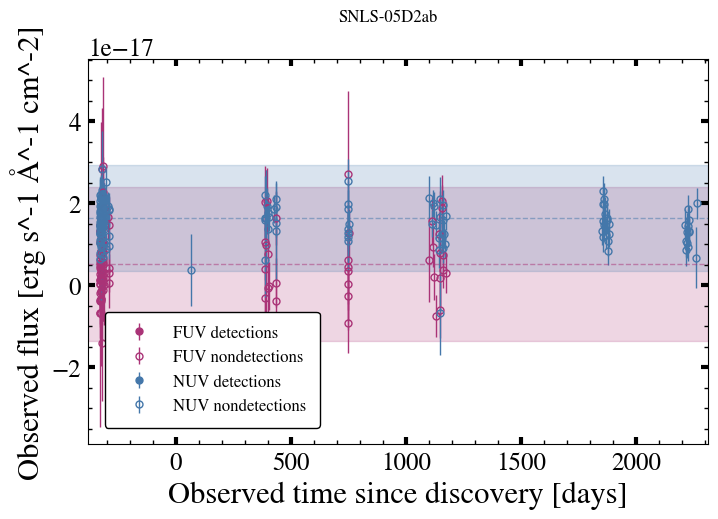 SNLS-05D2ab
1e−17
4
2
0
−2
Observed flux [erg s^-1 Å^-1 cm^-2]
FUV detections
FUV nondetections
NUV detections
NUV nondetections
0 500 1000 1500 2000
Observed time since discovery [days]